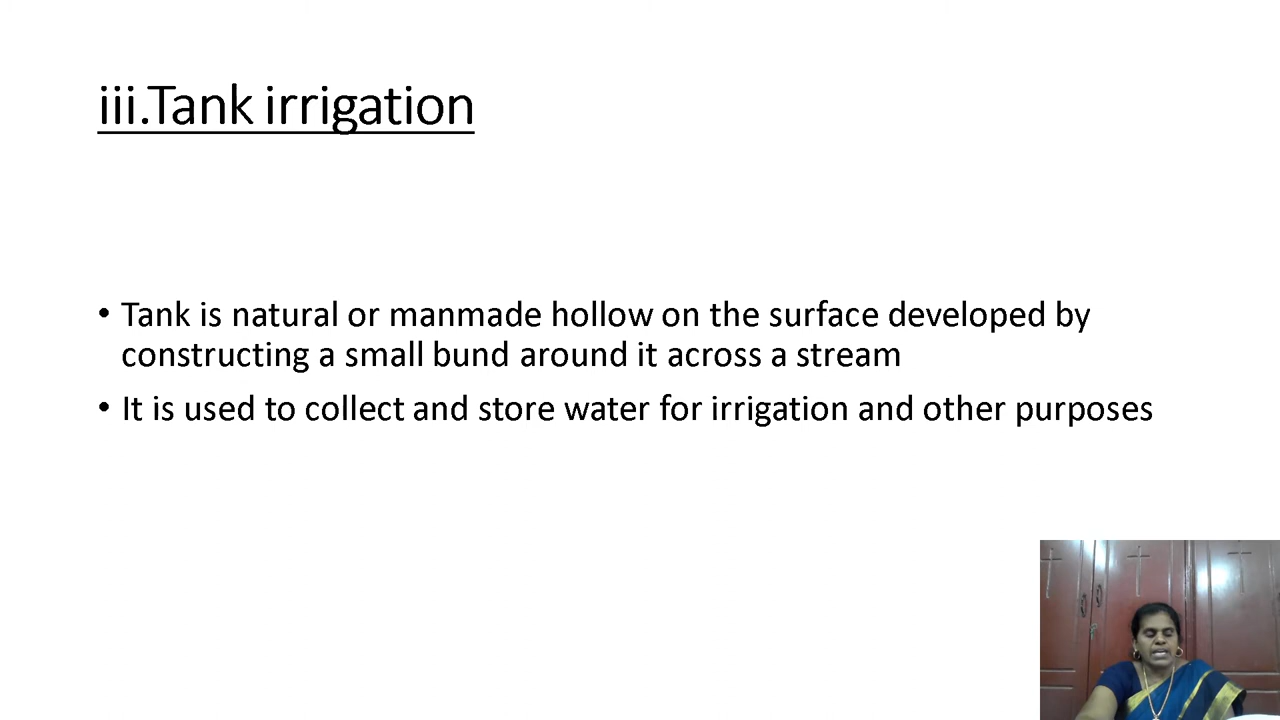 iii.Tank irrigation
• Tank is natural or manmade hollow on the surface developed by
constructing a small bund around it across a stream
• It is used to collect and store water for irrigation and other purposes